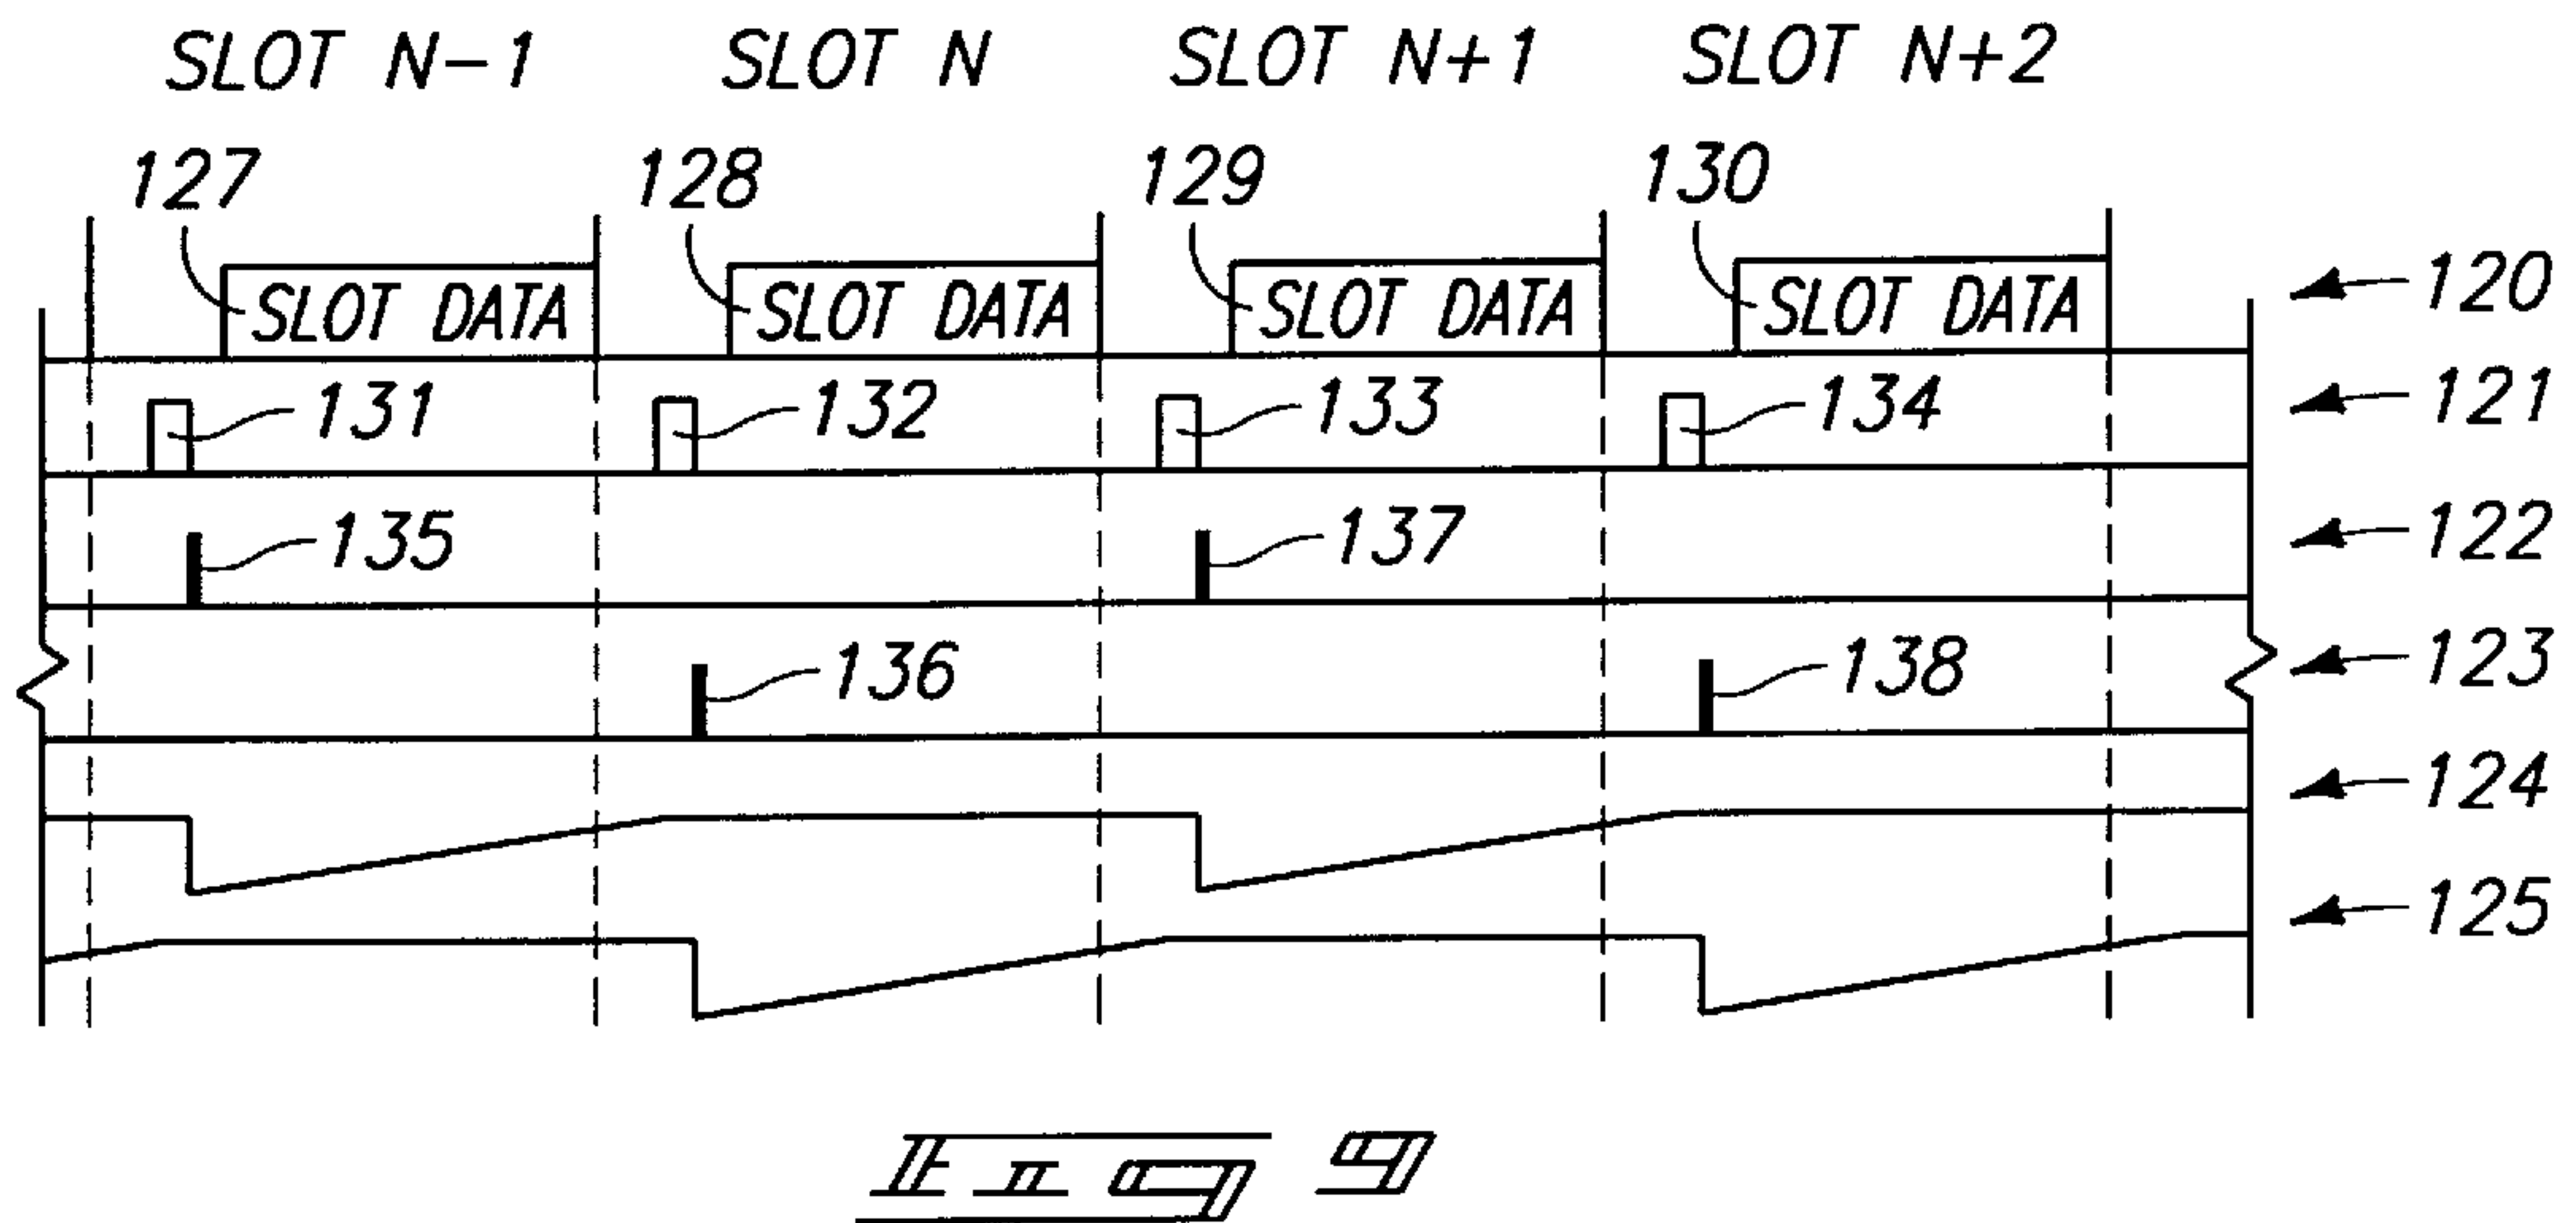 SLOT N-1 SLOT N SLOT N+1 SLOT N+2
127 128 129 130
SLOT DATA SLOT DATA SLOT DATA SLOT DATA 120
131 132 133 134 121
135 137 122
136 138 123
124
125
Fig 9